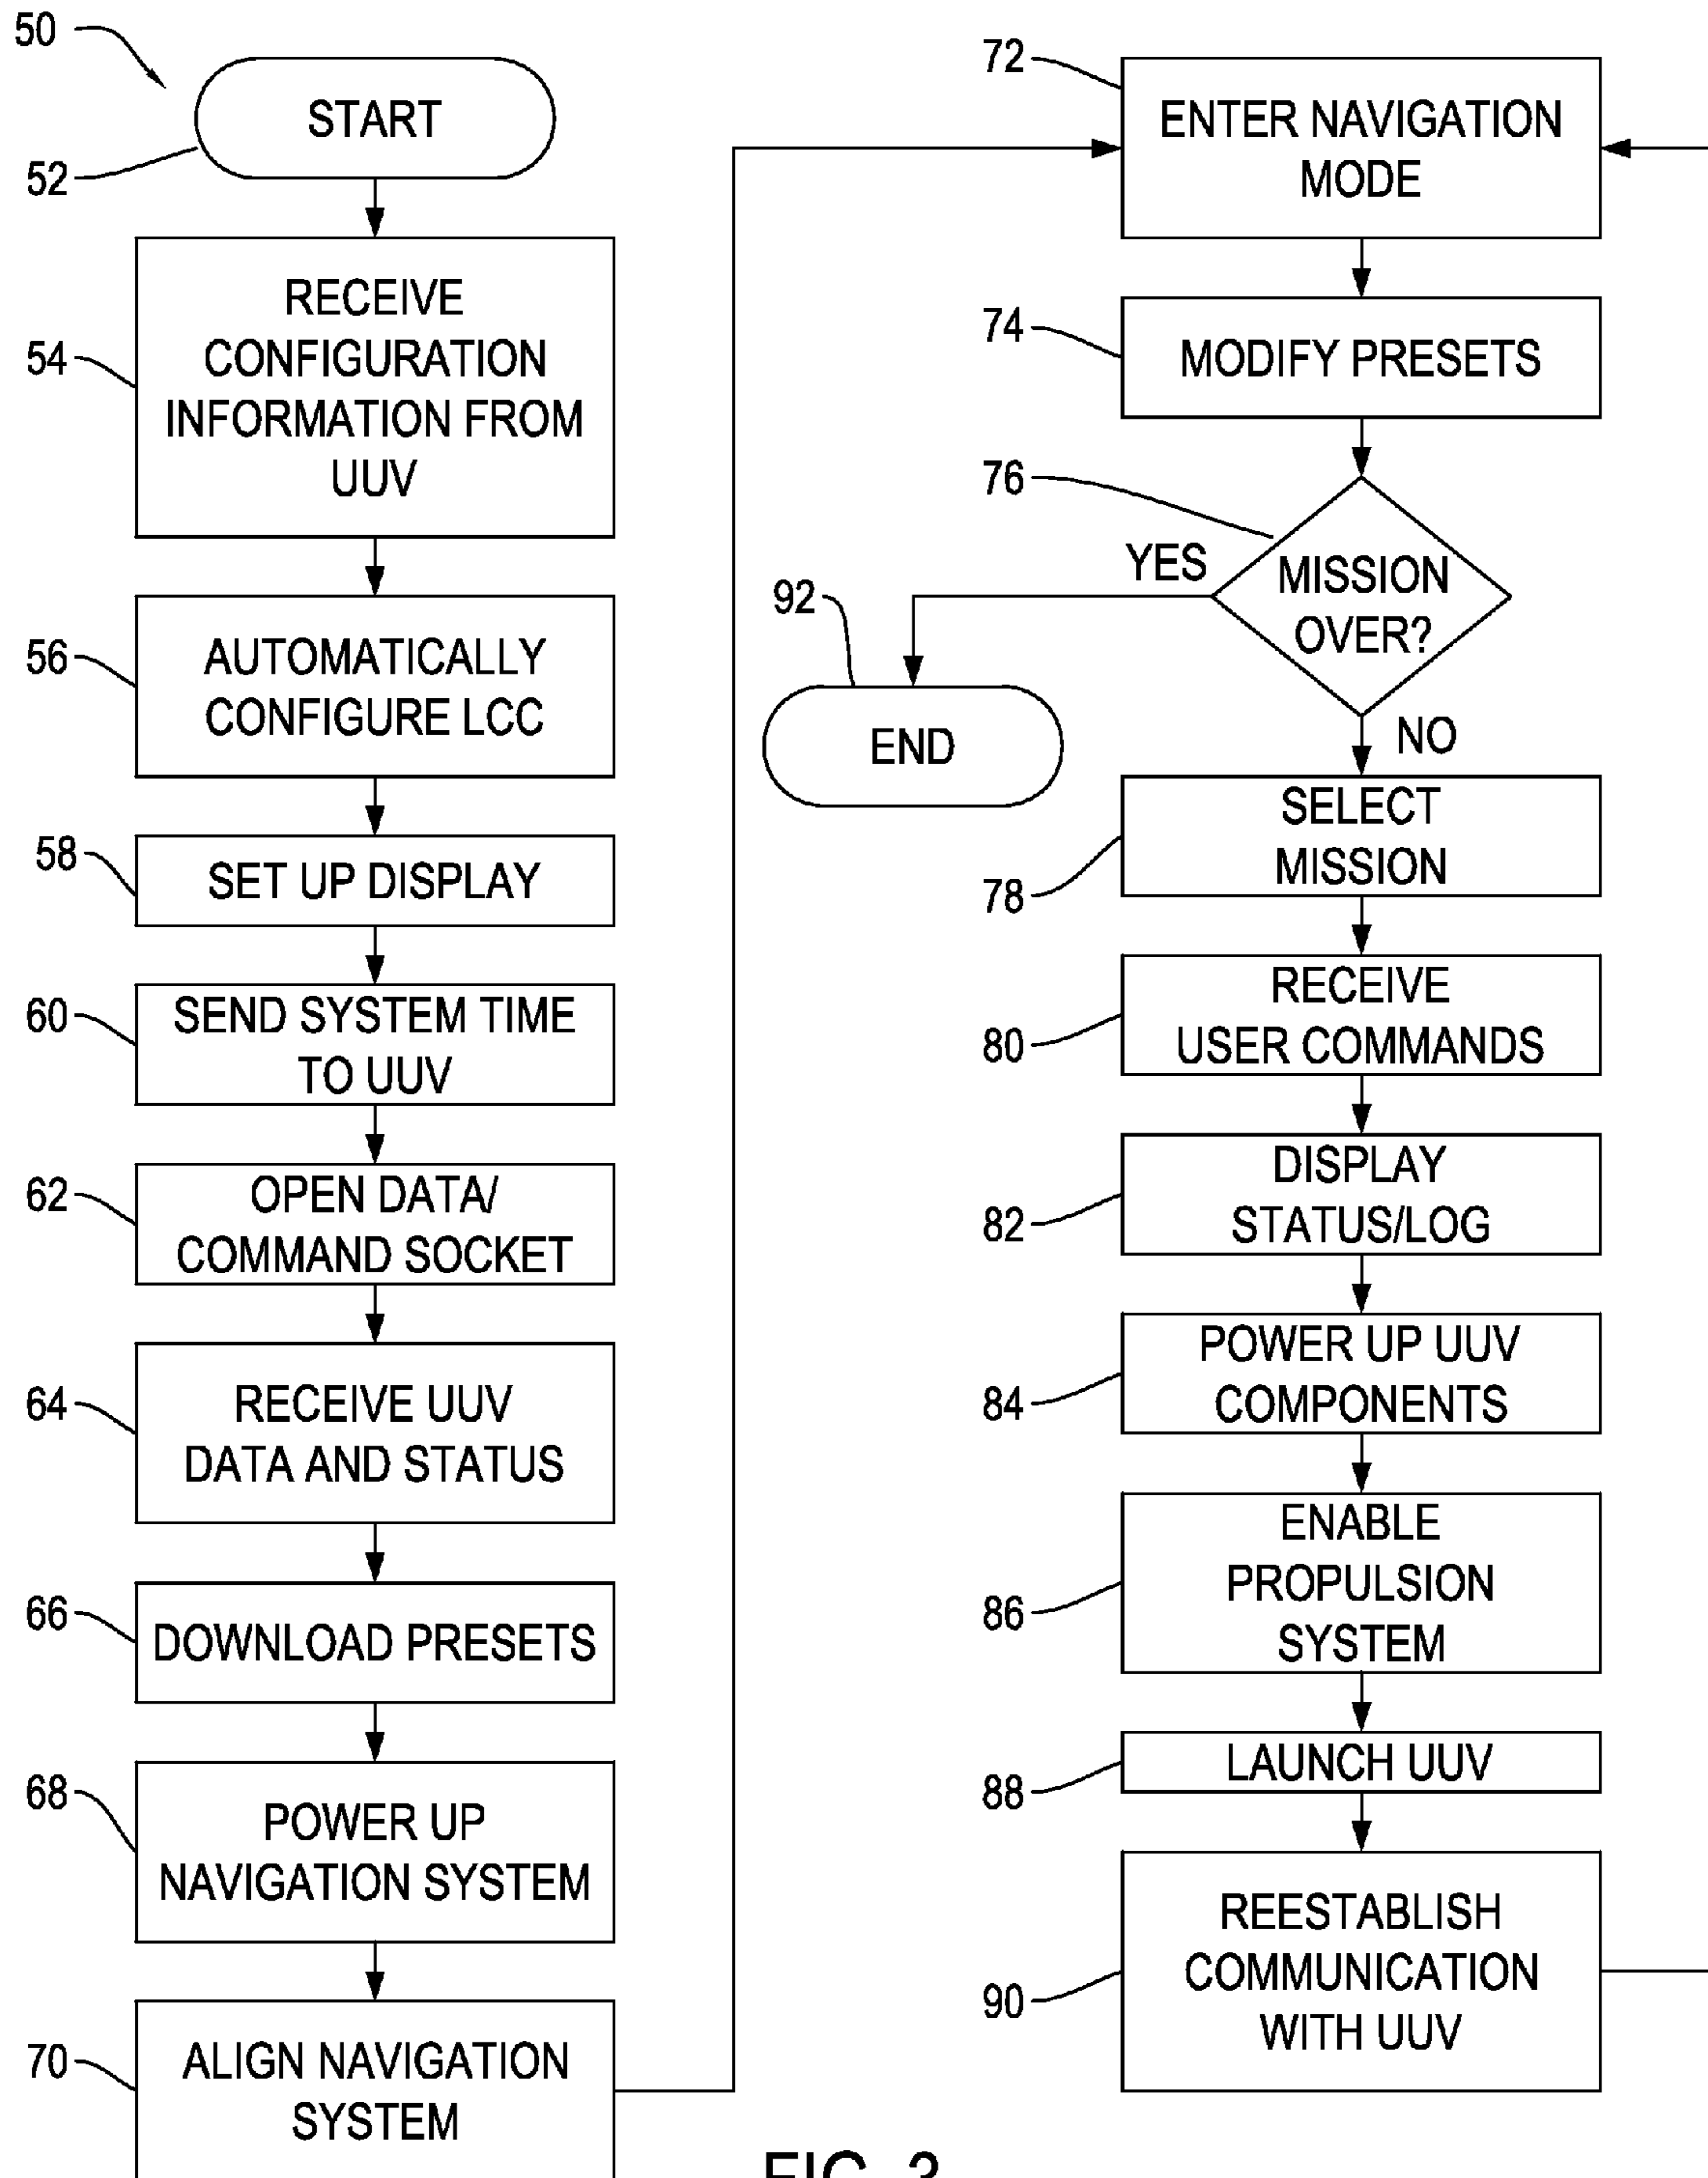 50
START
52
RECEIVE
CONFIGURATION
INFORMATION FROM
UUV
54
AUTOMATICALLY
CONFIGURE LCC
56
SET UP DISPLAY
58
SEND SYSTEM TIME
TO UUV
60
OPEN DATA/
COMMAND SOCKET
62
RECEIVE UUV
DATA AND STATUS
64
DOWNLOAD PRESETS
66
POWER UP
NAVIGATION SYSTEM
68
ALIGN NAVIGATION
SYSTEM
70
72
ENTER NAVIGATION
MODE
74
MODIFY PRESETS
76
MISSION
OVER?
YES
92
END
NO
SELECT
MISSION
78
RECEIVE
USER COMMANDS
80
DISPLAY
STATUS/LOG
82
POWER UP UUV
COMPONENTS
84
ENABLE
PROPULSION
SYSTEM
86
LAUNCH UUV
88
REESTABLISH
COMMUNICATION
WITH UUV
90
FIG. 3